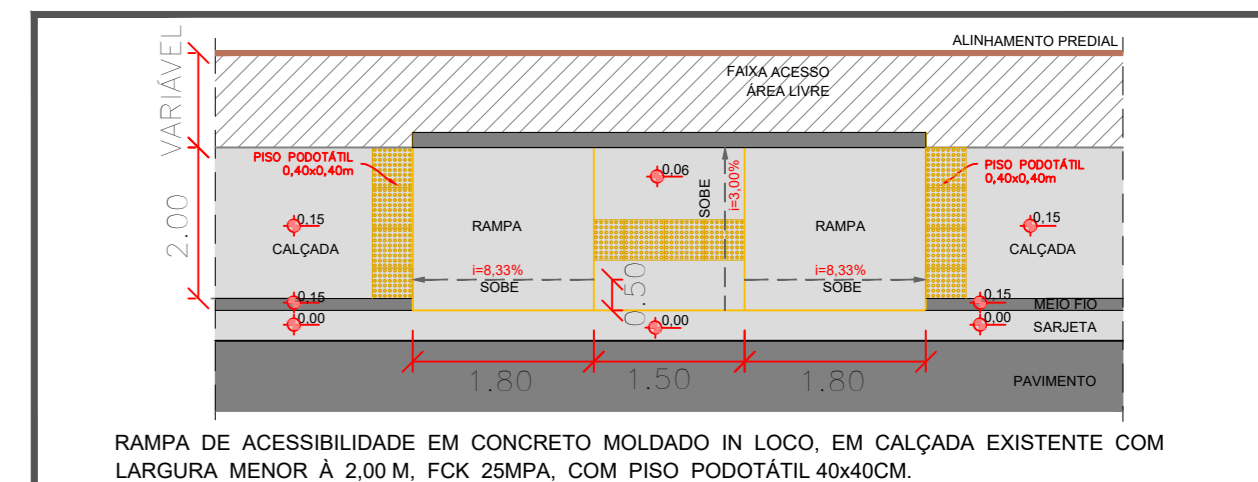 ALINHAMENTO PREDIAL
VARIÁVEL
FAIXA ACESSO
ÁREA LIVRE
PISO PODOTÁTIL
0,40x0,40m
PISO PODOTÁTIL
0,40x0,40m
0,06
SOBE
i=3,00%
2.00
0,15
CALÇADA
RAMPA
RAMPA
0,15
CALÇADA
i=8,33%
SOBE
0.50
i=8,33%
SOBE
0,15
0,15
MEIO FIO
0,00
0,00
0,00
SARJETA
1.80
1.50
1.80
PAVIMENTO
RAMPA DE ACESSIBILIDADE EM CONCRETO MOLDADO IN LOCO, EM CALÇADA EXISTENTE COM
LARGURA MENOR À 2,00 M, FCK 25MPA, COM PISO PODOTÁTIL 40x40CM.